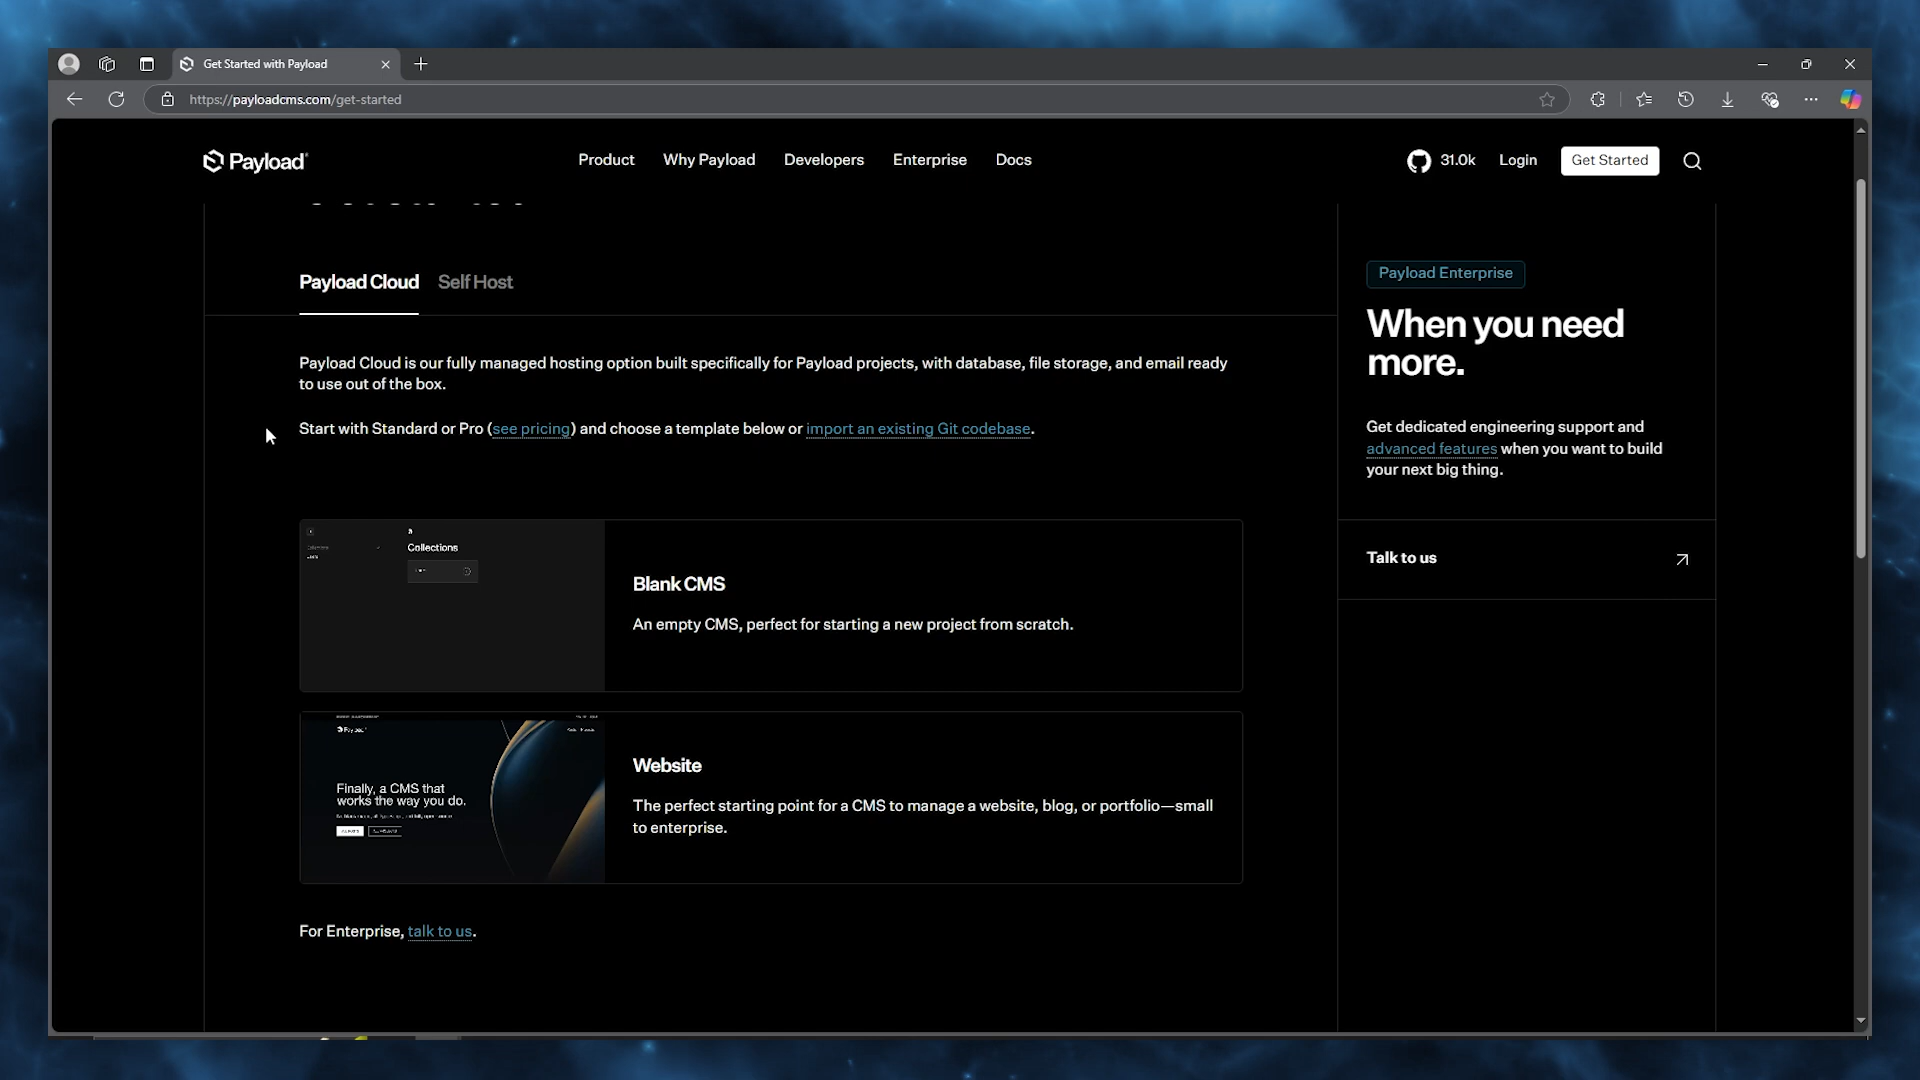 Get Started with Payload
https://payloadcms.com/get-started
Payload
Product
Why Payload
Developers
Enterprise
Docs
31.0k
Login
Get Started
Payload Cloud
Self Host
Payload Cloud is our fully managed hosting option built specifically for Payload projects, with database, file storage, and email ready
to use out of the box.
Start with Standard or Pro (see pricing) and choose a template below or import an existing Git codebase.
Collections
Blank CMS
An empty CMS, perfect for starting a new project from scratch.
Payload
Finally, a CMS that
works the way you do.
Website
The perfect starting point for a CMS to manage a website, blog, or portfolio—small
to enterprise.
For Enterprise, talk to us.
Payload Enterprise
When you need
more.
Get dedicated engineering support and
advanced features when you want to build
your next big thing.
Talk to us